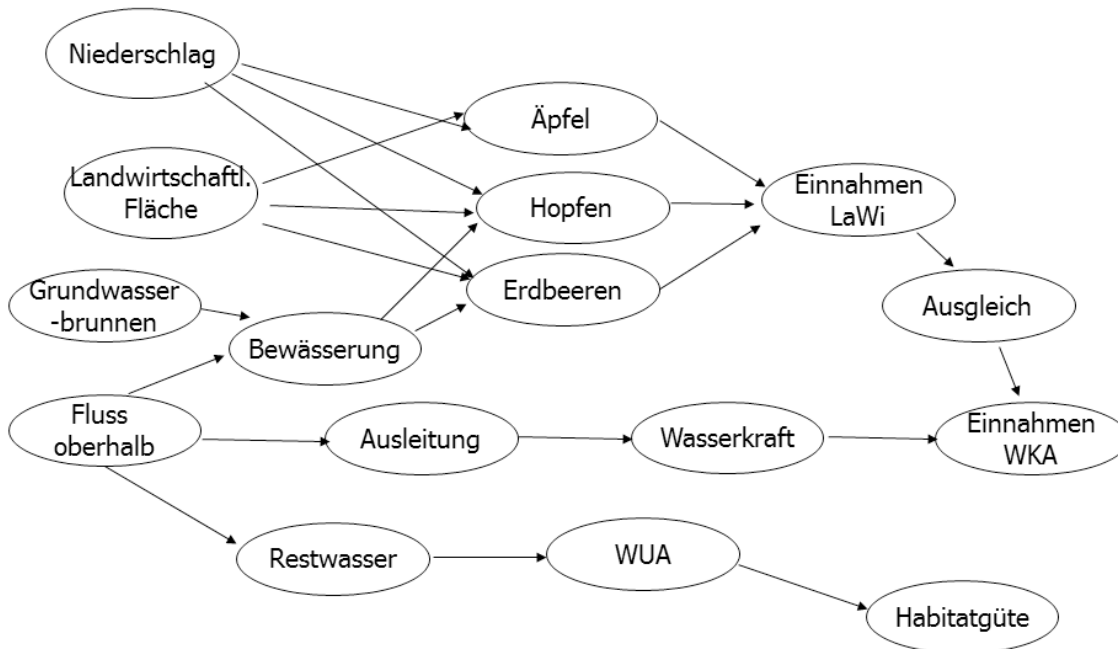 Niederschlag
Äpfel
Landwirtschaftl.
Fläche
Hopfen
Einnahmen
LaWi
Grundwasser
-brunnen
Erdbeeren
Ausgleich
Bewässerung
Fluss
oberhalb
Ausleitung
Wasserkraft
Einnahmen
WKA
Restwasser
WUA
Habitatgüte